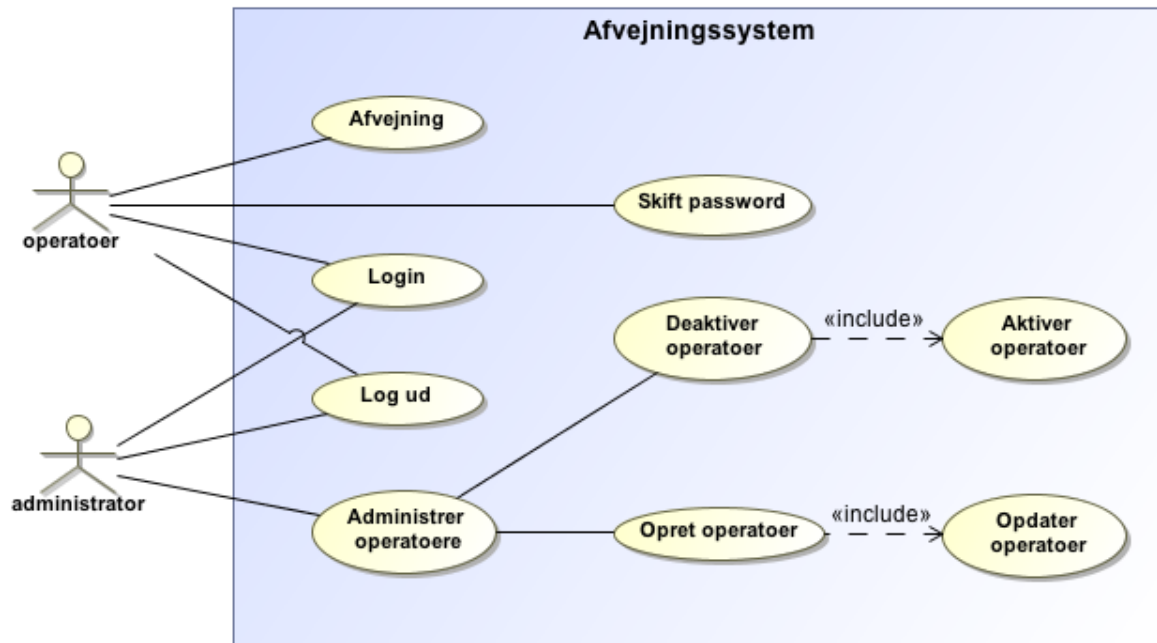 Afvejningssystem
Afvejning
Skift password
operatoer
Login
Deaktiver
operatoer
«include»
Aktiver
operatoer
Log ud
administrator
Administrer
operatoere
Opret operatoer
«include»
Opdater
operatoer